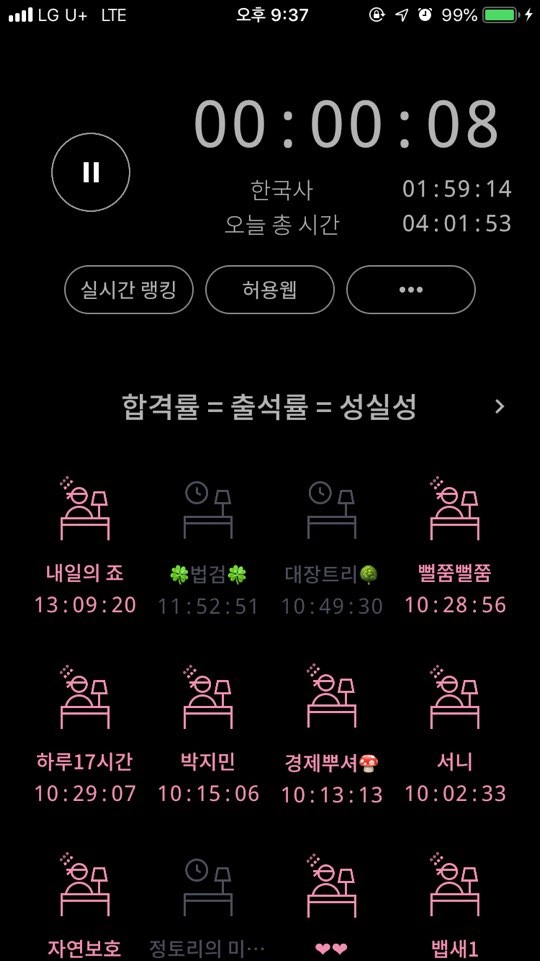 LG U+ LTE 오후 9:37 99%
00:00:08
한국사 01:59:14
오늘 총 시간 04:01:53
실시간 랭킹 허용웹 •••
합격률 = 출석률 = 성실성
내일의 죠 🍀법검🍀 대장트리🌳 뻘쭘뻘쭘
13:09:20 11:52:51 10:49:30 10:28:56
하루17시간 박지민 경제뿌셔🍄 서니
10:29:07 10:15:06 10:13:13 10:02:33
자연보호 정토리의 미… ❤❤ 뱁새1